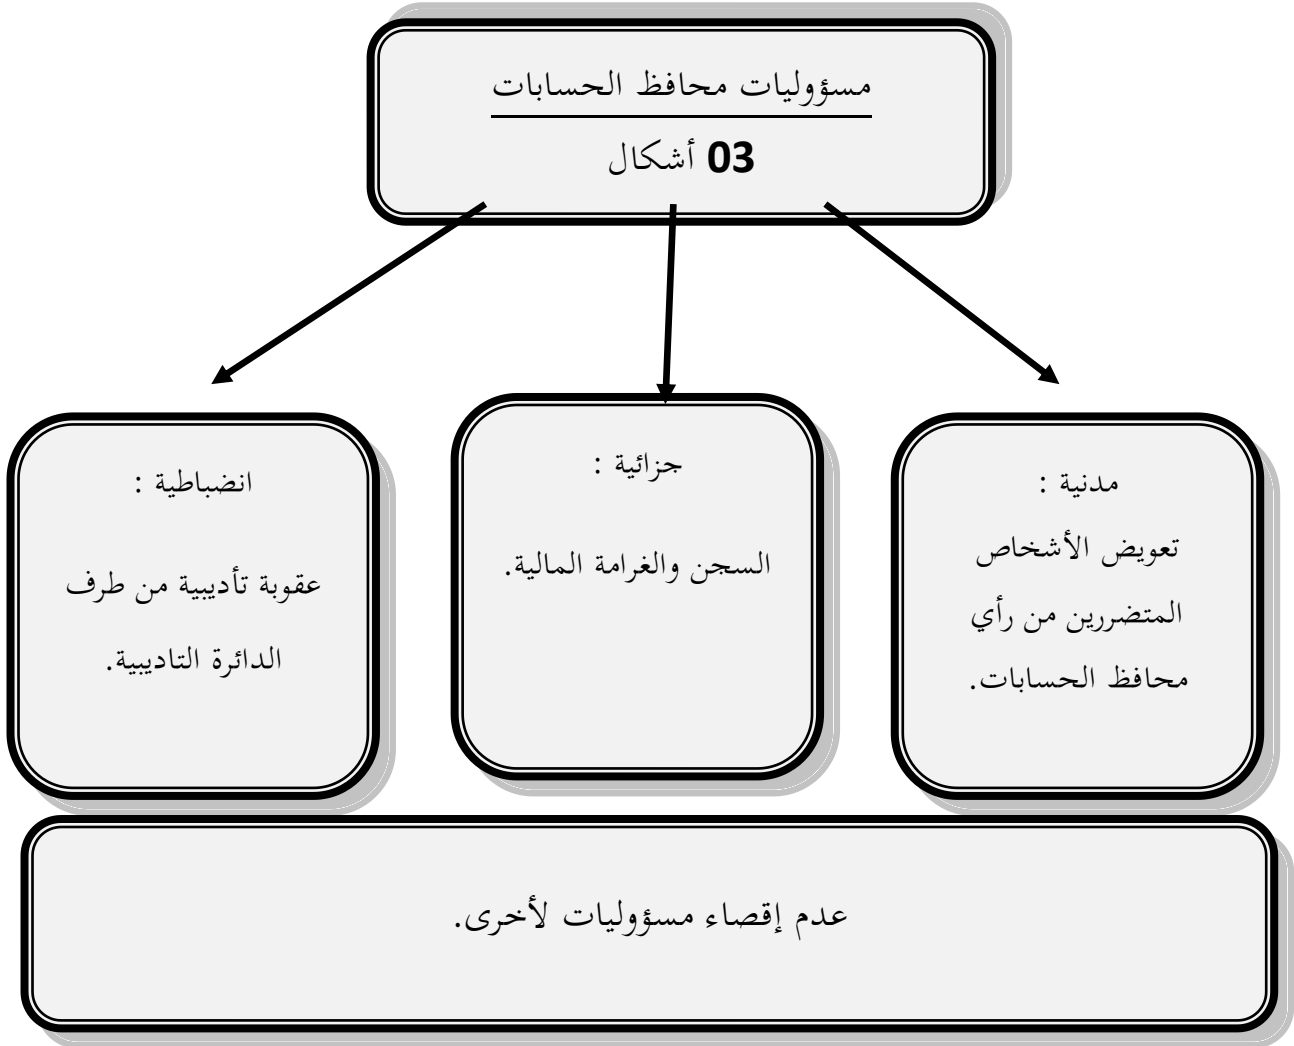 مسؤوليات محافظ الحسابات
03 أشكال
مدنية :
تعويض الأشخاص
المتضررين من رأي
محافظ الحسابات.
جزائية :
السجن والغرامة المالية.
انضباطية :
عقوبة تأديبية من طرف
الدائرة التاديبية.
عدم إقصاء مسؤوليات لأخرى.